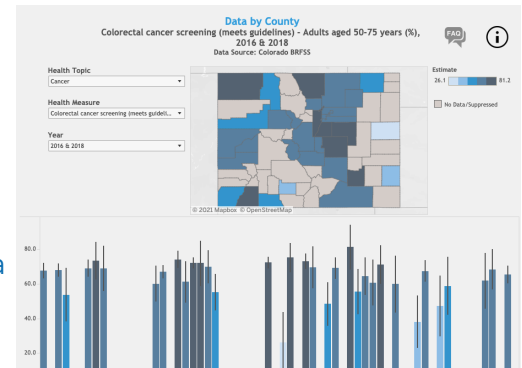 Data by County
Colorectal cancer screening (meets guidelines) - Adults aged 50-75 years (%),
2016 & 2018
Data Source: Colorado BRFSS
FAQ
i
Health Topic
Cancer
Health Measure
Colorectal cancer screening (meets guideli...
Year
2016 & 2018
Estimate
26.1
81.2
No Data/Suppressed
© 2021 Mapbox © OpenStreetMap
a
80.0
60.0
40.0
20.0